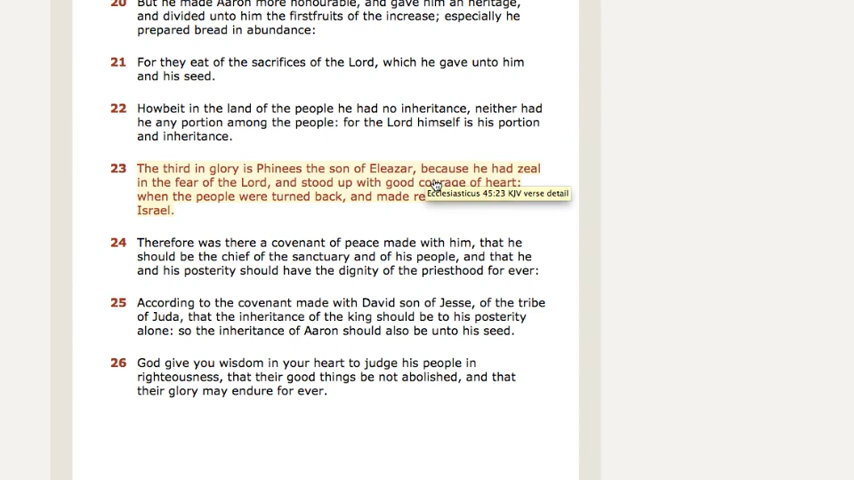 20 But he made Aaron more honourable, and gave him an heritage,
and divided unto him the firstfruits of the increase; especially he
prepared bread in abundance:
21 For they eat of the sacrifices of the Lord, which he gave unto him
and his seed.
22 Howbeit in the land of the people he had no inheritance, neither had
he any portion among the people: for the Lord himself is his portion
and inheritance.
23 The third in glory is Phinees the son of Eleazar, because he had zeal
in the fear of the Lord, and stood up with good courage of heart:
when the people were turned back, and made re
Ecclesiasticus 45:23 KJV verse detail
Israel.
24 Therefore was there a covenant of peace made with him, that he
should be the chief of the sanctuary and of his people, and that he
and his posterity should have the dignity of the priesthood for ever:
25 According to the covenant made with David son of Jesse, of the tribe
of Juda, that the inheritance of the king should be to his posterity
alone: so the inheritance of Aaron should also be unto his seed.
26 God give you wisdom in your heart to judge his people in
righteousness, that their good things be not abolished, and that
their glory may endure for ever.